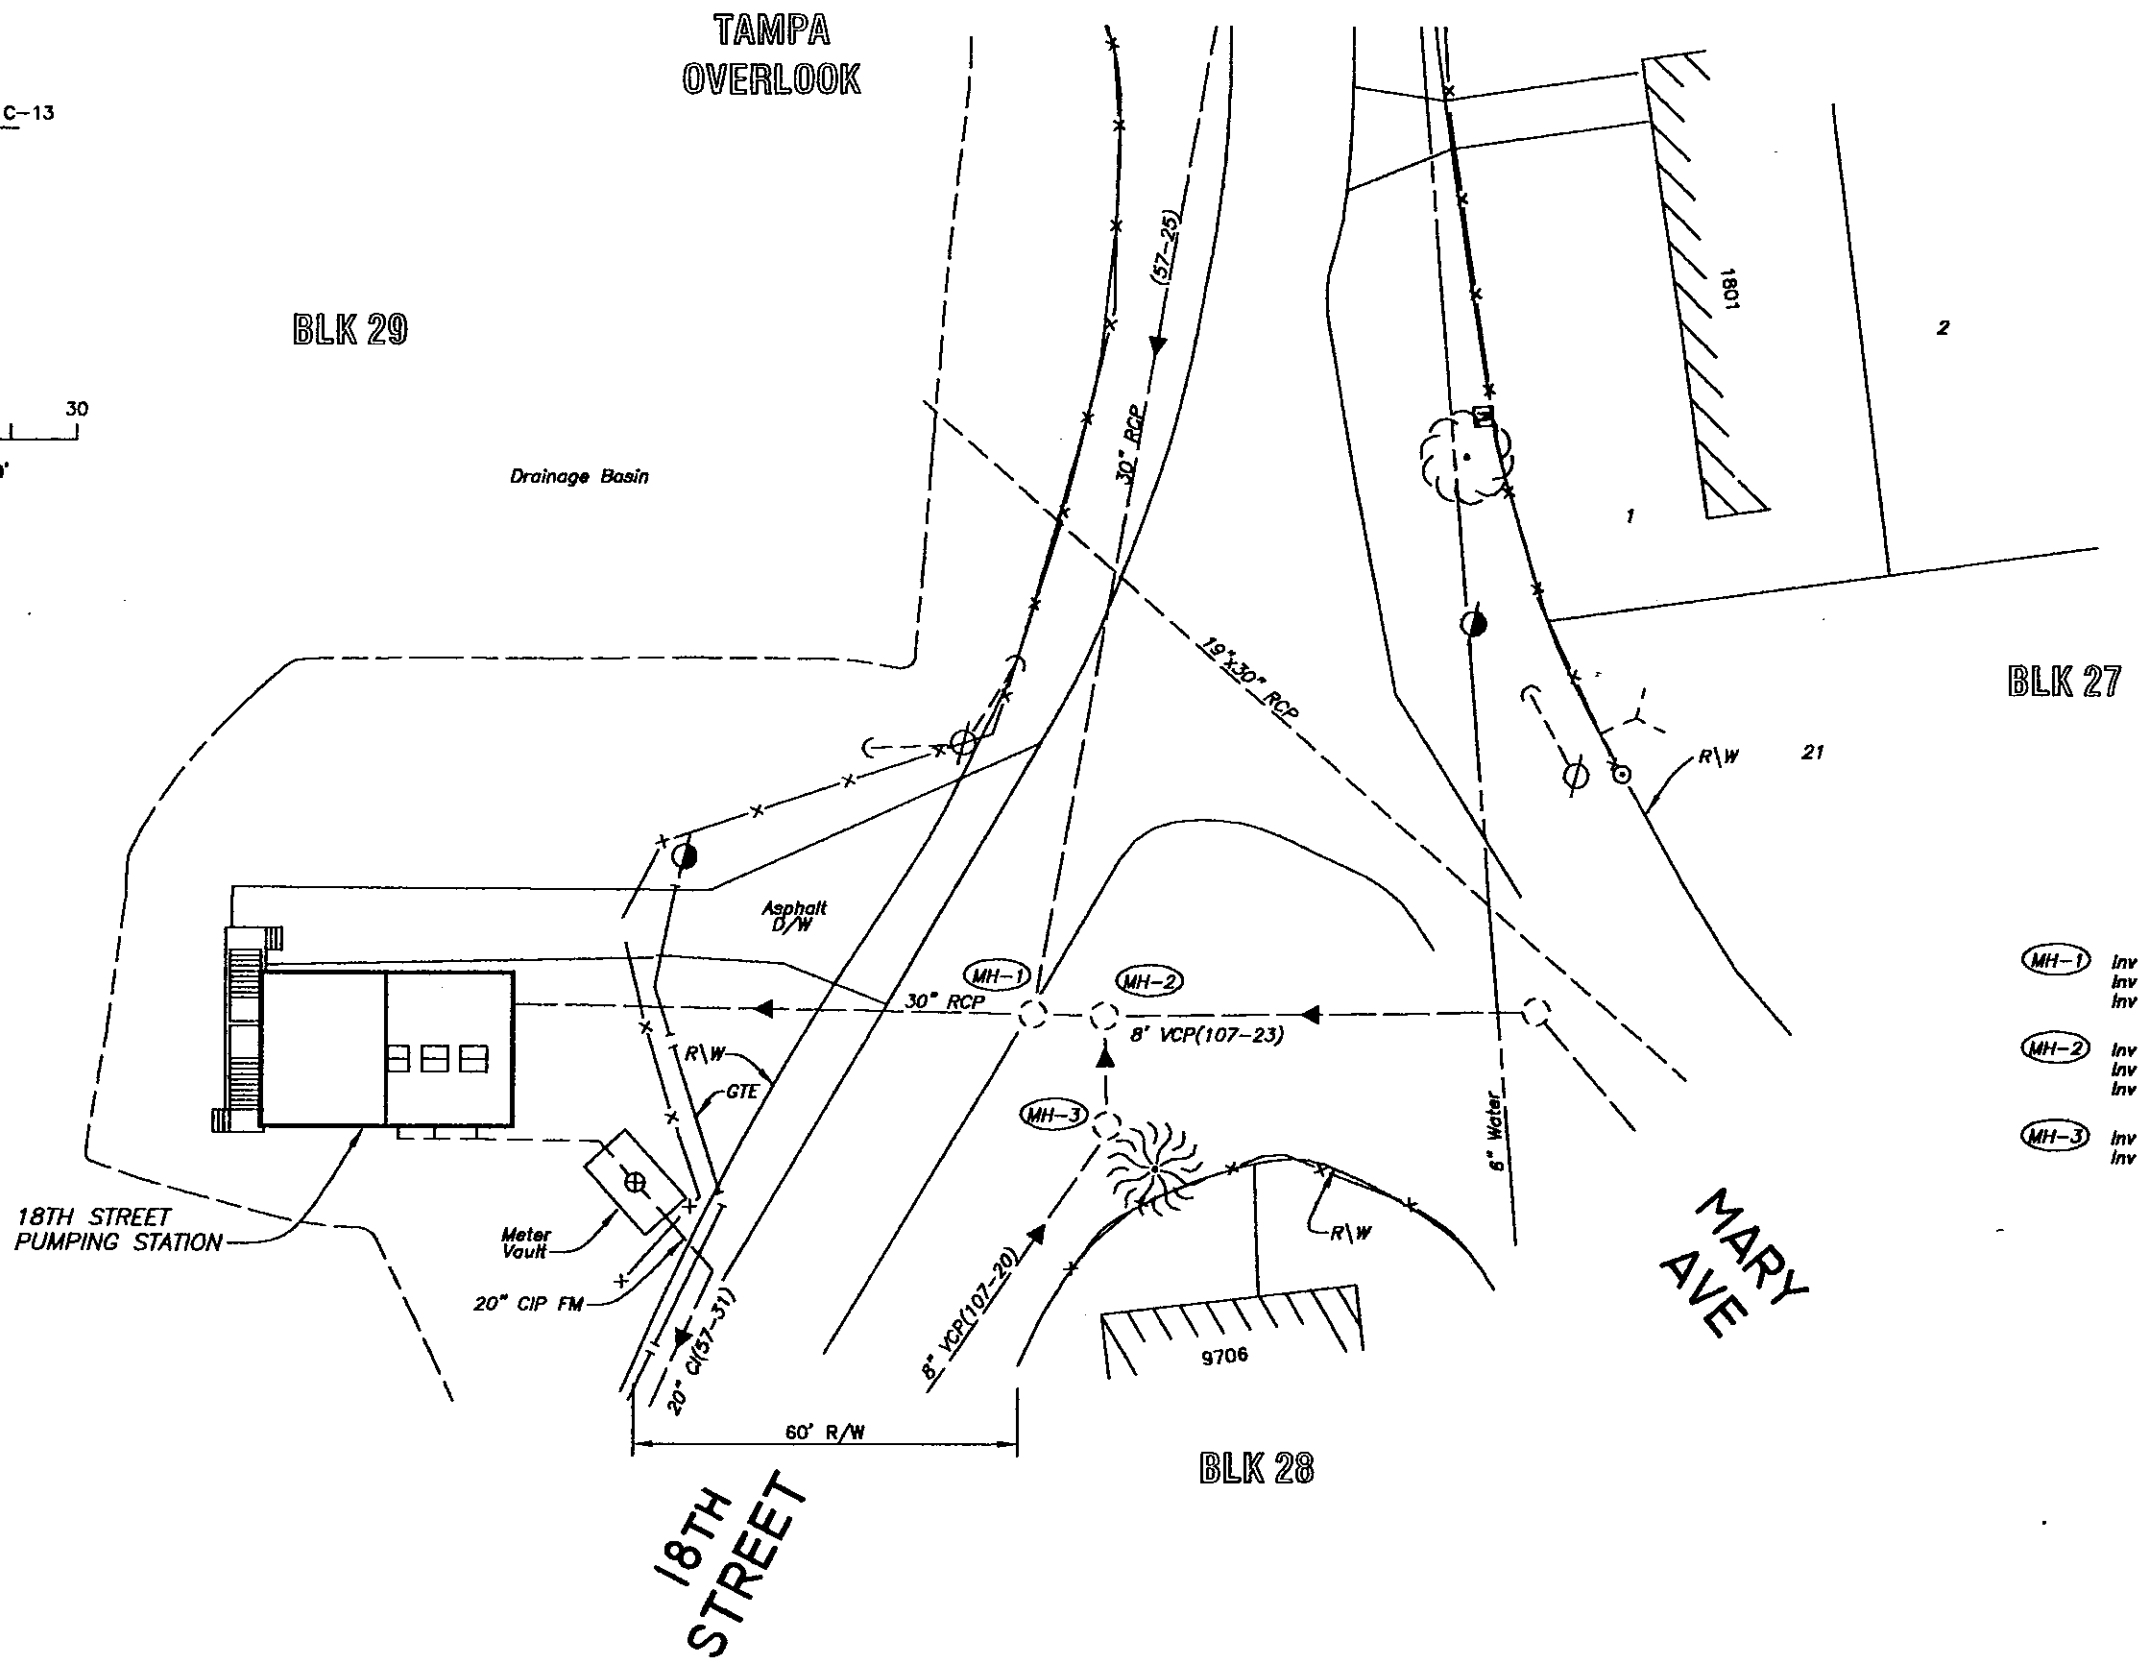 TAMPA
OVERLOOK
C-13
(57-25)
1801
2
BLK 29
30
30" RCP
Drainage Basin
1
19"x30" RCP
BLK 27
R\W
21
Asphalt
D/W
MH-1
MH-2
30" RCP
8' VCP(107-23)
MH-1 Inv
Inv
Inv
R\W
GTE
MH-2 Inv
Inv
Inv
MH-3
6" Water
MH-3 Inv
Inv
18TH STREET
PUMPING STATION
Meter
Vault
R\W
MARY
AVE
20" CIP FM
20" CI(57-31)
8" VCP(107-20)
9706
60' R/W
BLK 28
18TH
STREET